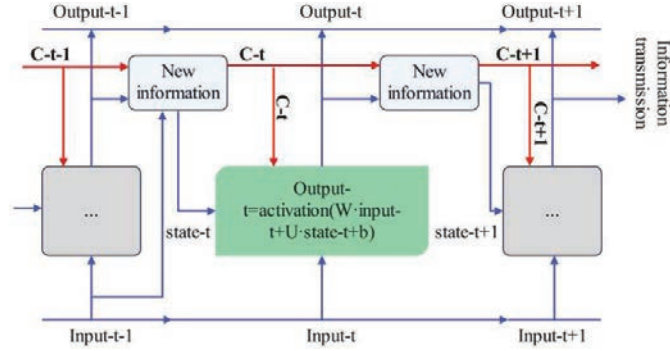 Output-t-1
Output-t
Output-t+1
C-t-1
New
information
C-t
New
information
C-t+1
Information
transmission
C-t
C-t+1
...
Output-
t=activation(W·input-
t+U·state-t+b)
...
state-t
state-t+1
Input-t-1
Input-t
Input-t+1